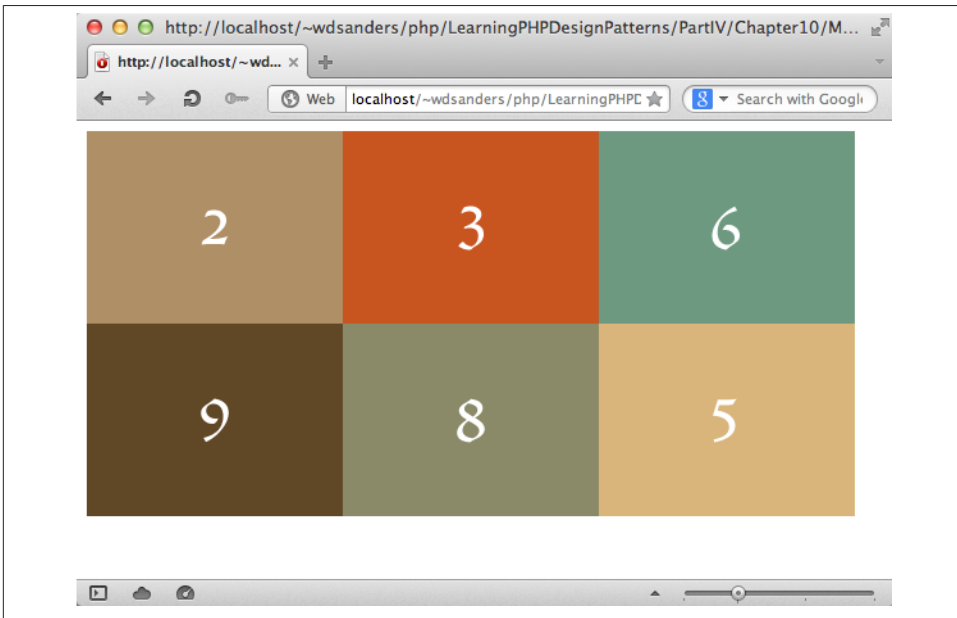 http://localhost/~wdsanders/php/LearningPHPDesignPatterns/PartIV/Chapter10/M...
http://localhost/~wd...
Web localhost/~wdsanders/php/LearningPHPD Search with Googl
2 3 6
9 8 5